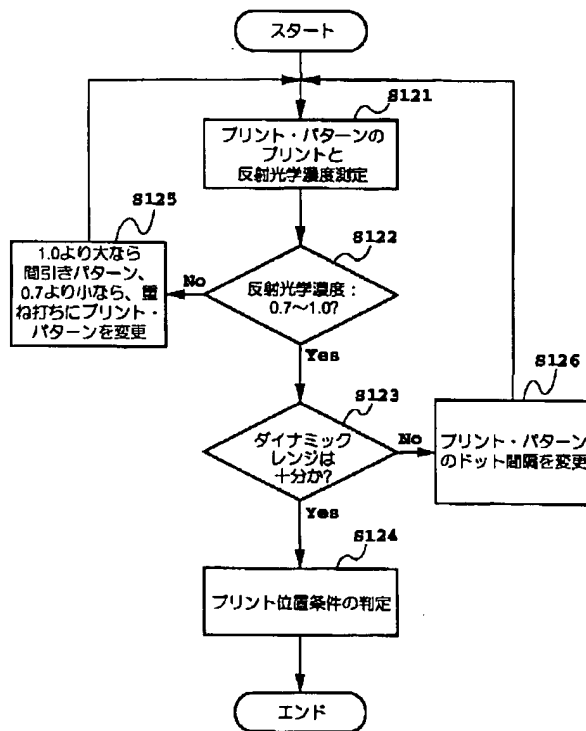 スタート
S121
プリント・パターンの
プリントと
反射光学濃度測定
S125
1.0より大なら
間引きパターン、
0.7より小なら、重
ね打ちにプリント・
パターンを変更
S122
No
反射光学濃度:
0.7~1.0?
Yes
S123
ダイナミック
レンジは
十分か?
No
S126
プリント・パターン
のドット間隔を変更
Yes
S124
プリント位置条件の判定
エンド